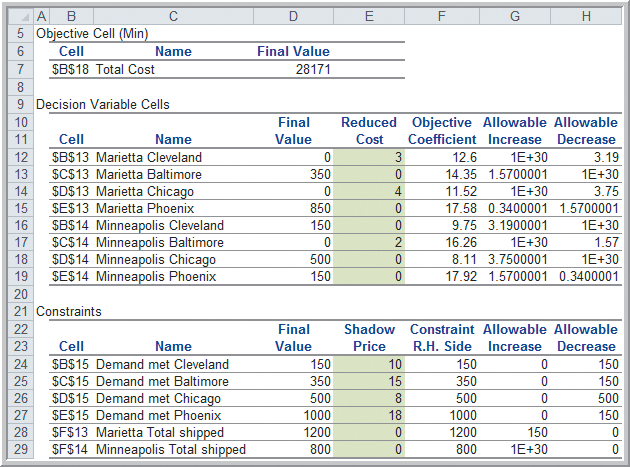 A B C D E F G H
5 Objective Cell (Min)
6 Cell Name Final Value
7 $B$18 Total Cost 28171
8
9 Decision Variable Cells
10 Final Reduced Objective Allowable Allowable
11 Cell Name Value Cost Coefficient Increase Decrease
12 $B$13 Marietta Cleveland 0 3 12.6 1E+30 3.19
13 $C$13 Marietta Baltimore 350 0 14.35 1.5700001 1E+30
14 $D$13 Marietta Chicago 0 4 11.52 1E+30 3.75
15 $E$13 Marietta Phoenix 850 0 17.58 0.3400001 1.5700001
16 $B$14 Minneapolis Cleveland 150 0 9.75 3.1900001 1E+30
17 $C$14 Minneapolis Baltimore 0 2 16.26 1E+30 1.57
18 $D$14 Minneapolis Chicago 500 0 8.11 3.7500001 1E+30
19 $E$14 Minneapolis Phoenix 150 0 17.92 1.5700001 0.3400001
20
21 Constraints
22 Final Shadow Constraint Allowable Allowable
23 Cell Name Value Price R.H. Side Increase Decrease
24 $B$15 Demand met Cleveland 150 10 150 0 150
25 $C$15 Demand met Baltimore 350 15 350 0 350
26 $D$15 Demand met Chicago 500 8 500 0 500
27 $E$15 Demand met Phoenix 1000 18 1000 0 150
28 $F$13 Marietta Total shipped 1200 0 1200 150 0
29 $F$14 Minneapolis Total shipped 800 0 800 1E+30 0